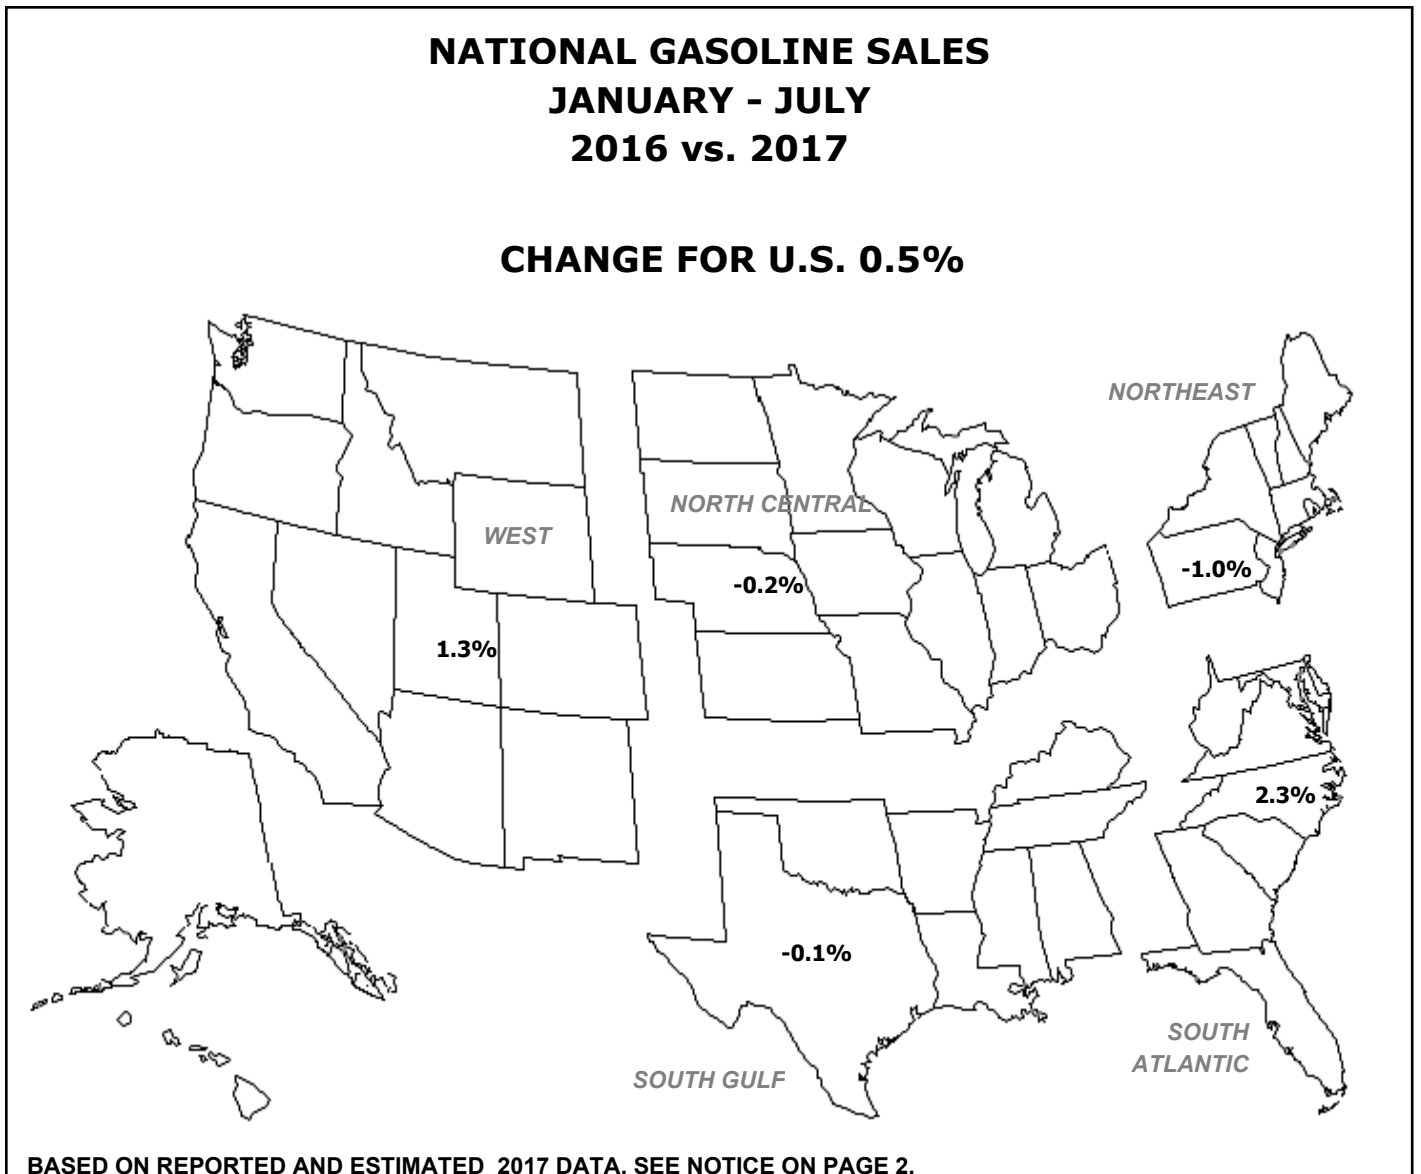 NATIONAL GASOLINE SALES
JANUARY - JULY
2016 vs. 2017
CHANGE FOR U.S. 0.5%
NORTHEAST
NORTH CENTRAL
WEST
-1.0%
-0.2%
1.3%
2.3%
-0.1%
SOUTH
ATLANTIC
SOUTH GULF
BASED ON REPORTED AND ESTIMATED  2017 DATA. SEE NOTICE ON PAGE 2.